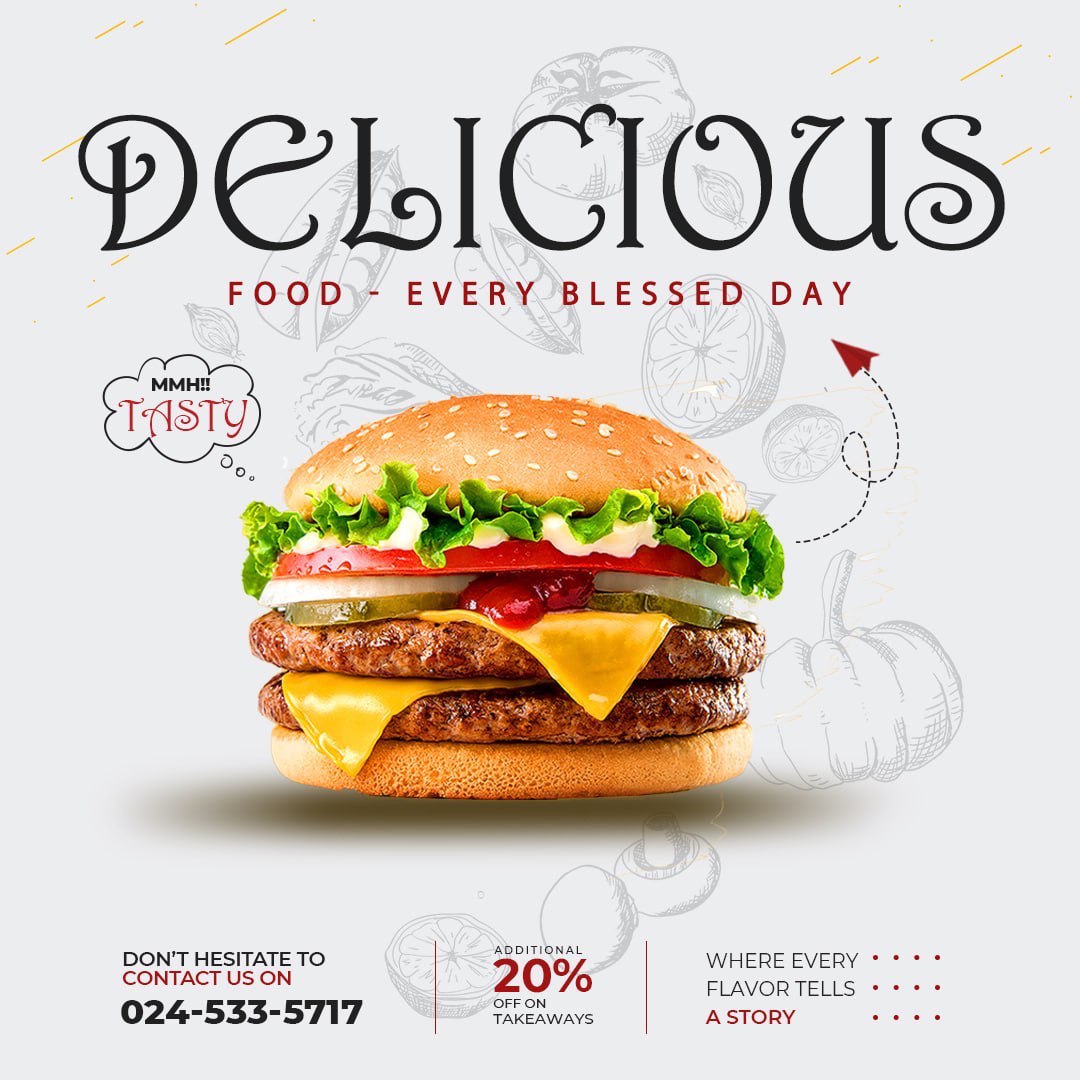 DELICIOUS
FOOD - EVERY BLESSED DAY
MMH!!
TASTY
DON'T HESITATE TO
CONTACT US ON
024-533-5717
ADDITIONAL
20%
OFF ON
TAKEAWAYS
WHERE EVERY
FLAVOR TELLS
A STORY